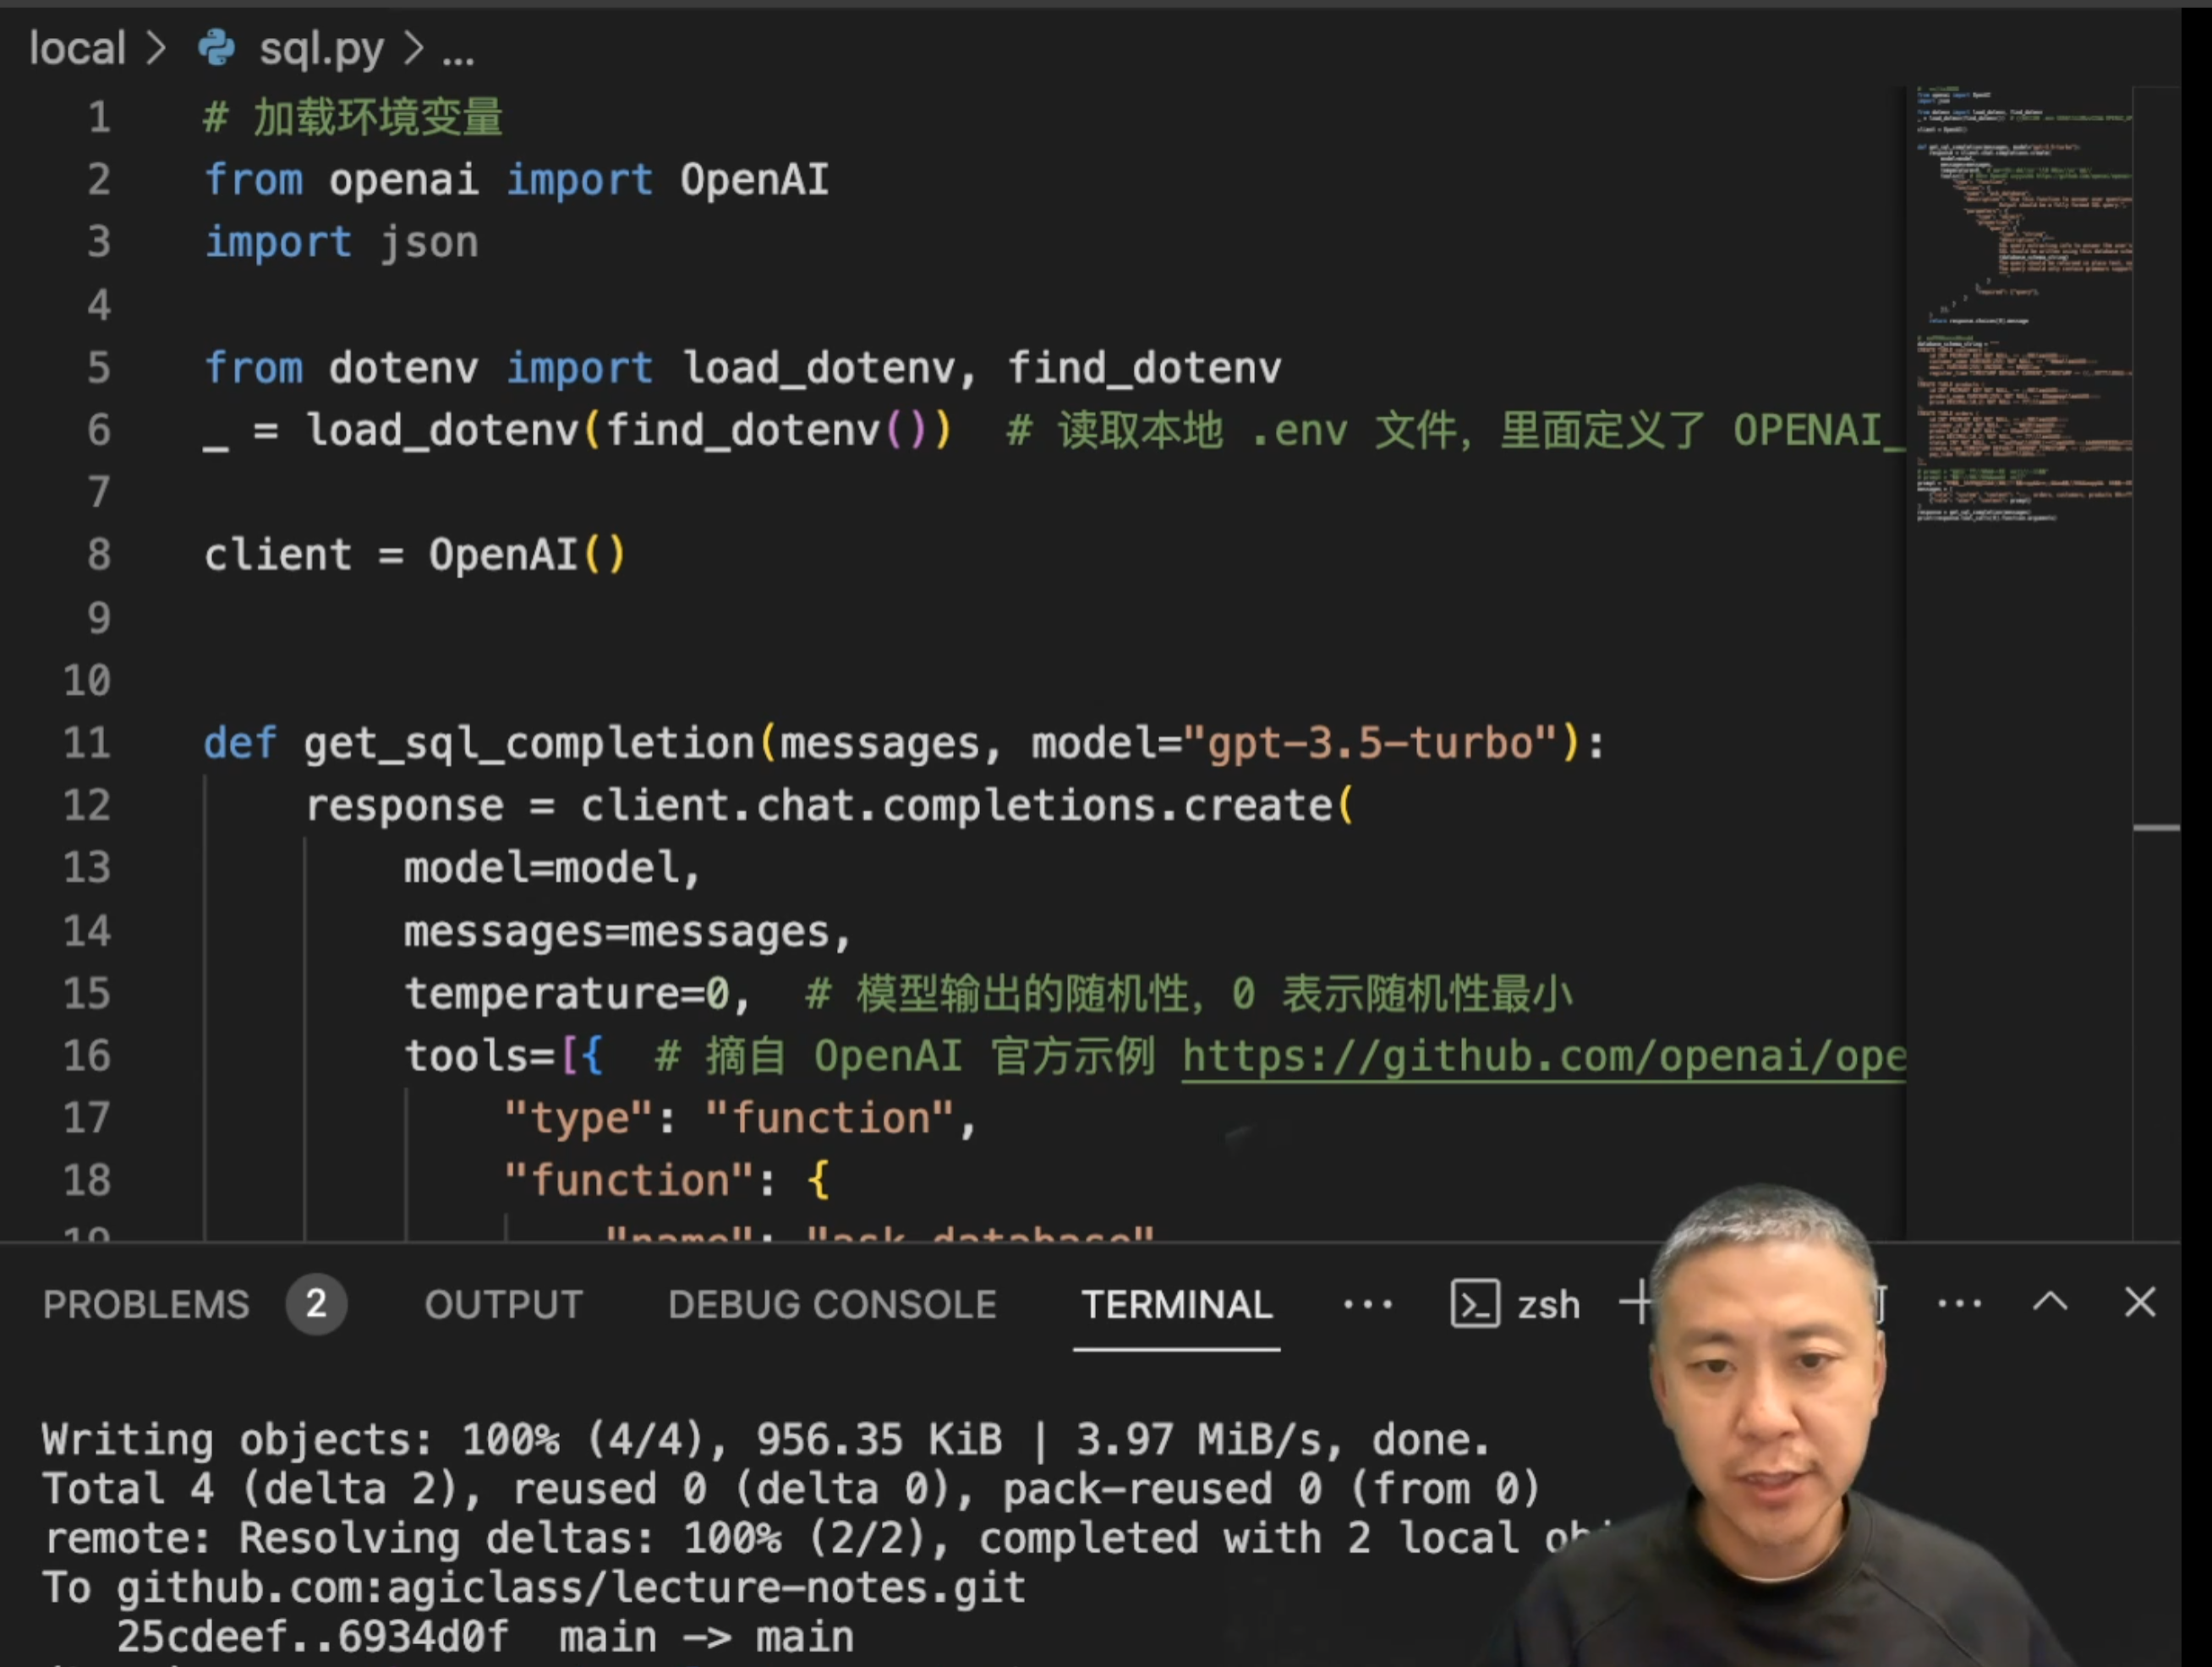 local > sql.py > ...
1 # 加载环境变量
2 from openai import OpenAI
3 import json
4
5 from dotenv import load_dotenv, find_dotenv
6 _ = load_dotenv(find_dotenv())  # 读取本地 .env 文件，里面定义了 OPENAI_
7
8 client = OpenAI()
9
10
11 def get_sql_completion(messages, model="gpt-3.5-turbo"):
12     response = client.chat.completions.create(
13         model=model,
14         messages=messages,
15         temperature=0,  # 模型输出的随机性，0 表示随机性最小
16         tools=[{  # 摘自 OpenAI 官方示例 https://github.com/openai/ope
17             "type": "function",
18             "function": {
19                 "name": "ask_database"
PROBLEMS 2 OUTPUT DEBUG CONSOLE TERMINAL ... zsh + ...
Writing objects: 100% (4/4), 956.35 KiB | 3.97 MiB/s, done.
Total 4 (delta 2), reused 0 (delta 0), pack-reused 0 (from 0)
remote: Resolving deltas: 100% (2/2), completed with 2 local
To github.com:agiclass/lecture-notes.git
   25cdeef..6934d0f  main -> main